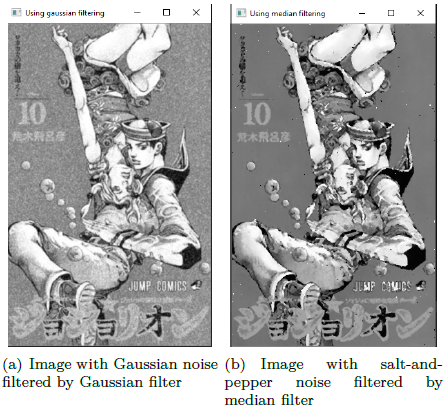 Using gaussian filtering
10
荒木飛呂彦
JUMP COMICS
ジョジョリオン
Using median filtering
10
荒木飛呂彦
JUMP COMICS
ジョジョリオン
(a) Image with Gaussian noise
filtered by Gaussian filter
(b) Image with salt-and-
pepper noise filtered by
median filter